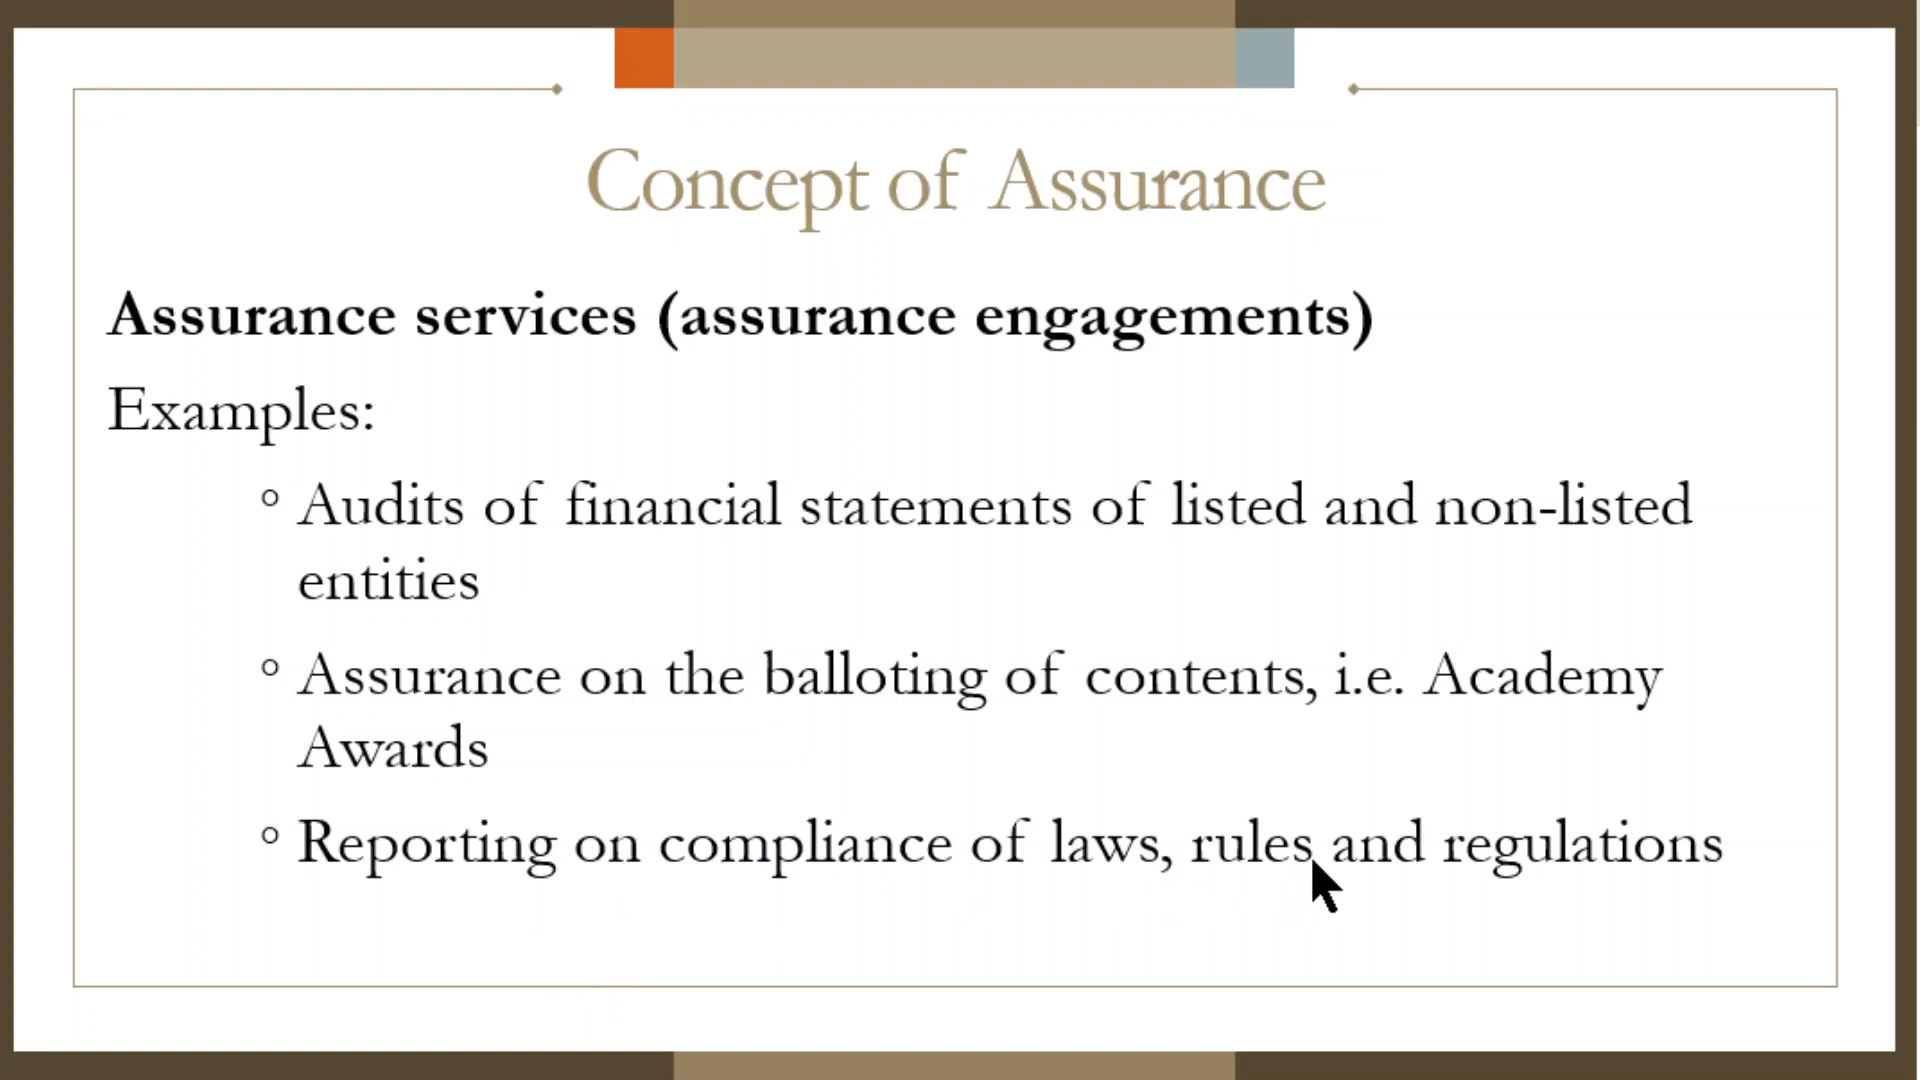 Concept of Assurance
Assurance services (assurance engagements)
Examples:
° Audits of financial statements of listed and non-listed
entities
° Assurance on the balloting of contents, i.e. Academy
Awards
° Reporting on compliance of laws, rules and regulations